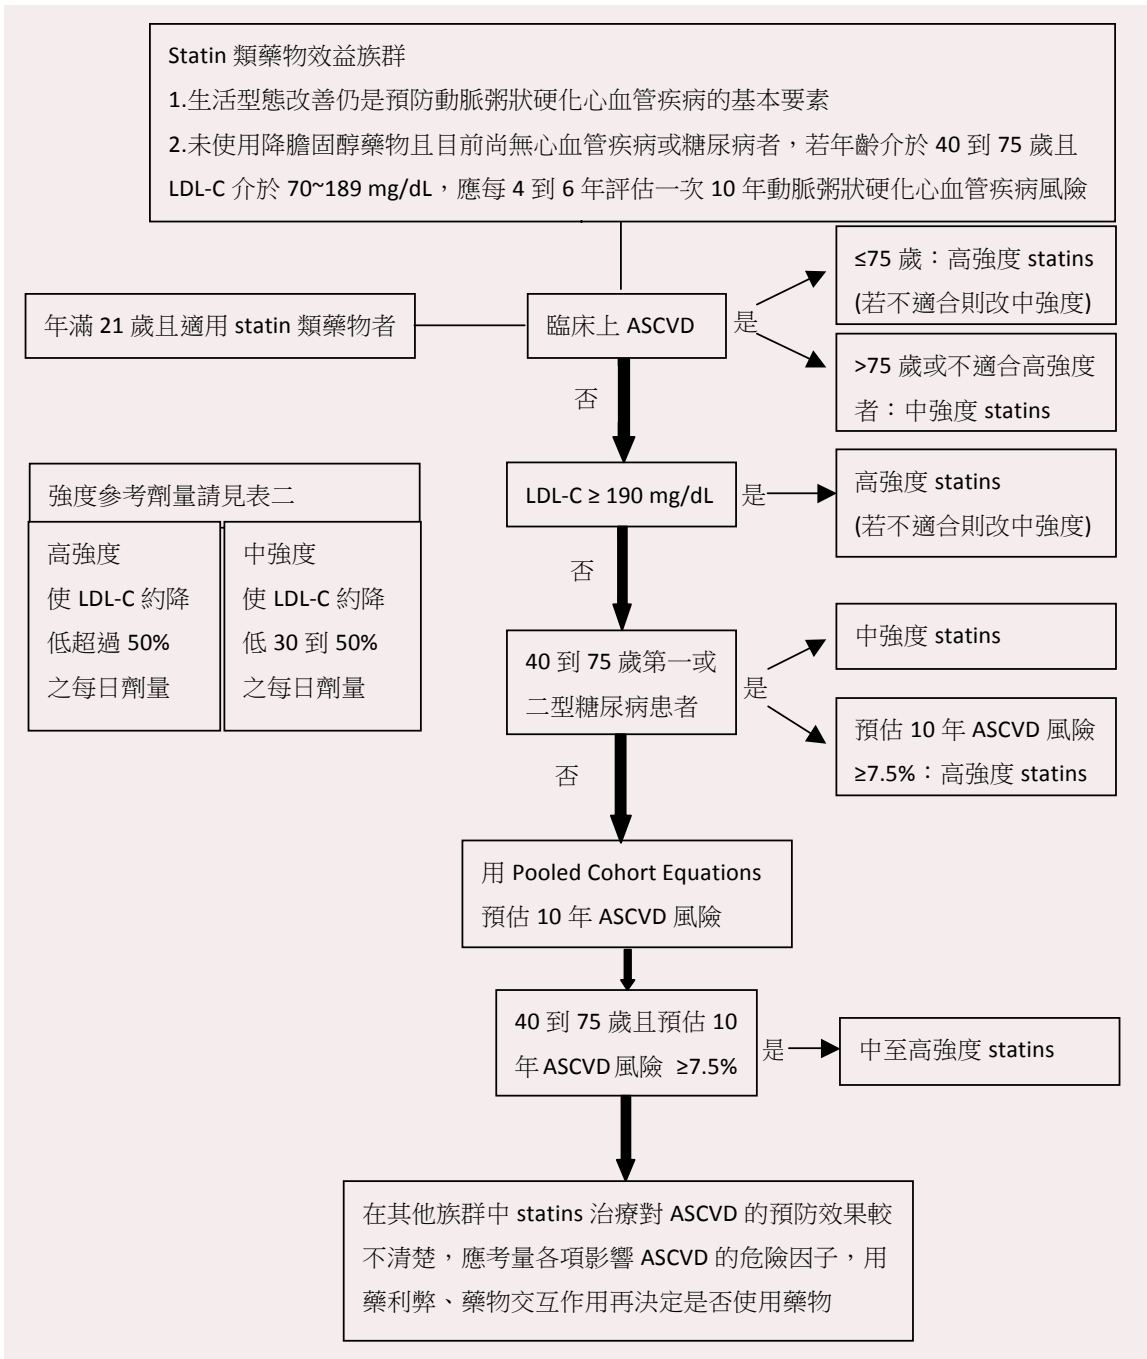 Statin 類藥物效益族群
1.生活型態改善仍是預防動脈粥狀硬化心血管疾病的基本要素
2.未使用降膽固醇藥物且目前尚無心血管疾病或糖尿病者，若年齡介於 40 到 75 歲且
LDL-C 介於 70~189 mg/dL，應每 4 到 6 年評估一次 10 年動脈粥狀硬化心血管疾病風險
年滿 21 歲且適用 statin 類藥物者
臨床上 ASCVD
是
≤75 歲：高強度 statins
(若不適合則改中強度)
>75 歲或不適合高強度
者：中強度 statins
否
LDL-C ≥ 190 mg/dL
是
高強度 statins
(若不適合則改中強度)
強度參考劑量請見表二
高強度
使 LDL-C 約降
低超過 50%
之每日劑量
中強度
使 LDL-C 約降
低 30 到 50%
之每日劑量
否
40 到 75 歲第一或
二型糖尿病患者
是
中強度 statins
預估 10 年 ASCVD 風險
≥7.5%：高強度 statins
否
用 Pooled Cohort Equations
預估 10 年 ASCVD 風險
40 到 75 歲且預估 10
年 ASCVD 風險 ≥7.5%
是
中至高強度 statins
在其他族群中 statins 治療對 ASCVD 的預防效果較
不清楚，應考量各項影響 ASCVD 的危險因子，用
藥利弊、藥物交互作用再決定是否使用藥物